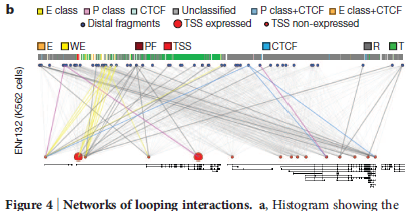 b
E class P class CTCF Unclassified P class+CTCF E class+CTCF
Distal fragments TSS expressed TSS non-expressed
E WE PF TSS CTCF R T
ENr132 (K562 cells)
Figure 4 | Networks of looping interactions. a, Histogram showing the